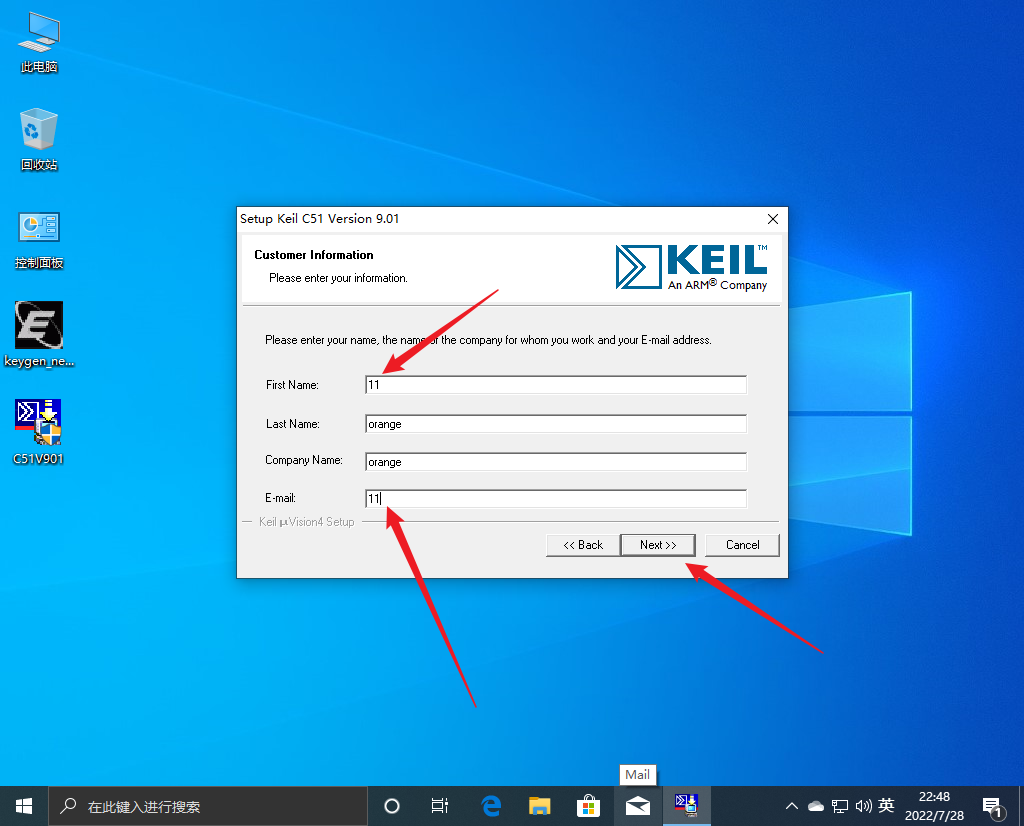 此电脑
回收站
控制面板
keygen_ne...
C51V901
Setup Keil C51 Version 9.01
Customer Information
Please enter your information.
KEIL™
An ARM® Company
Please enter your name, the name of the company for whom you work and your E-mail address.
First Name:
11
Last Name:
orange
Company Name:
orange
E-mail:
11
Keil µVision4 Setup
<< Back
Next >>
Cancel
Mail
在此键入进行搜索
英
22:48
2022/7/28
1